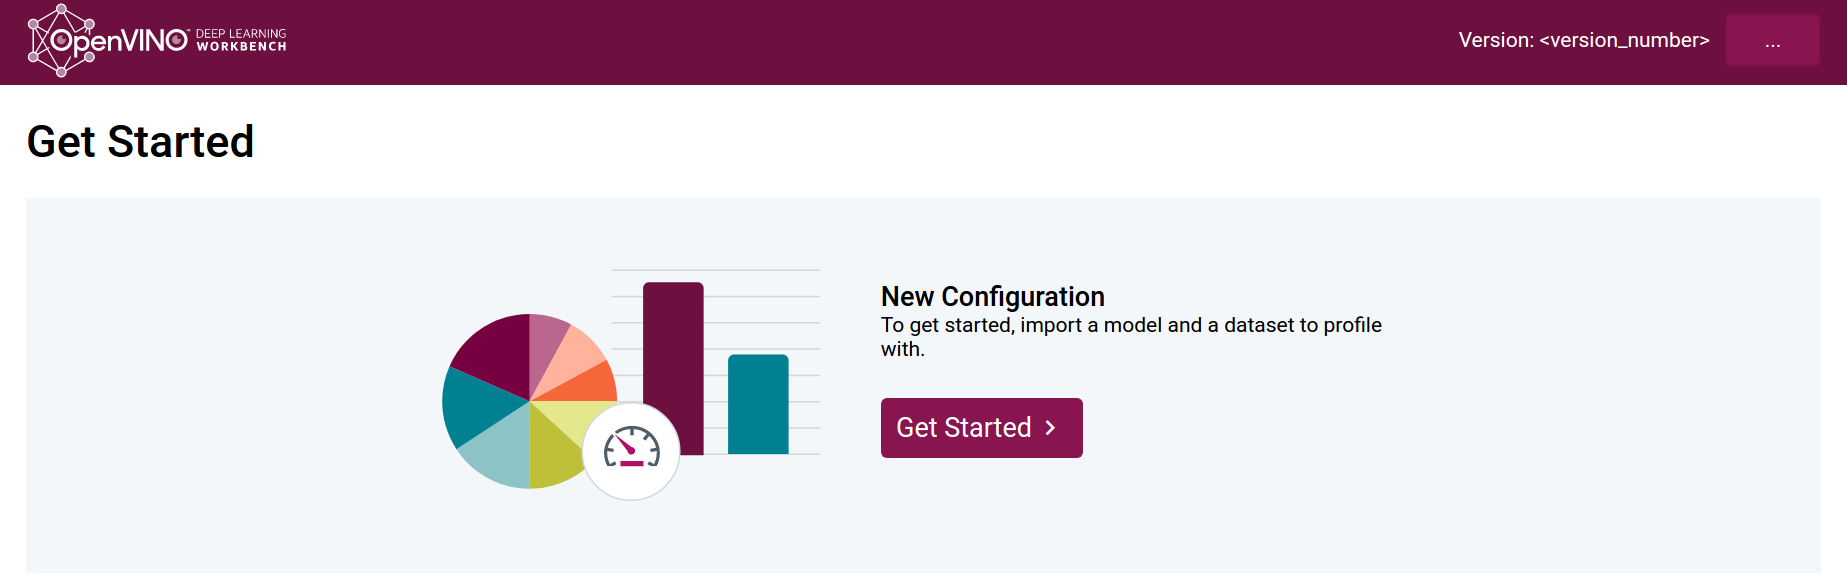 OpenVINO™ DEEP LEARNING
WORKBENCH
Version: <version_number>
...
Get Started
New Configuration
To get started, import a model and a dataset to profile
with.
Get Started